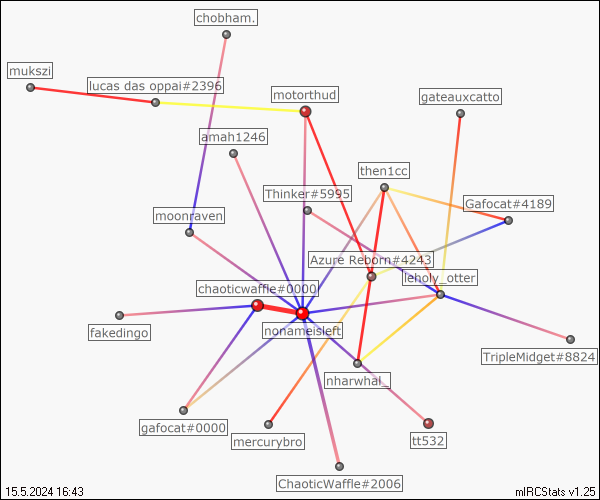 chobham.
mukszi
lucas das oppai#2396
motorthud
gateauxcatto
amah1246
then1cc
Thinker#5995
Gafocat#4189
moonraven
Azure Reborn#4243
leholy_otter
chaoticwaffle#0000
fakedingo
nonameisleft
TripleMidget#8824
nharwhal_
gafocat#0000
mercurybro
tt532
ChaoticWaffle#2006
15.5.2024 16:43
mIRCStats v1.25